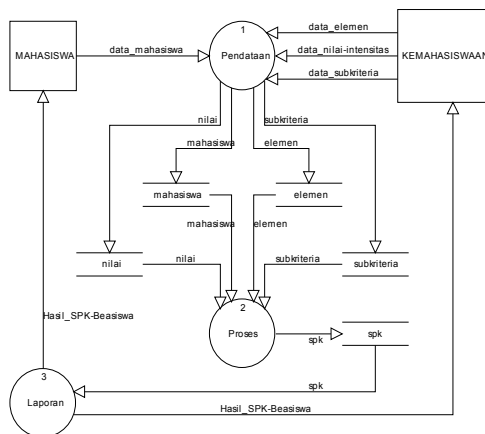 1
data_elemen
MAHASISWA
data_mahasiswa
Pendataan
data_nilai-intensitas
KEMAHASISWAAN
data_subkriteria
nilai
subkriteria
mahasiswa
elemen
mahasiswa
elemen
mahasiswa
elemen
nilai
nilai
subkriteria
subkriteria
2
Proses
spk
spk
Hasil_SPK-Beasiswa
3
spk
Laporan
Hasil_SPK-Beasiswa